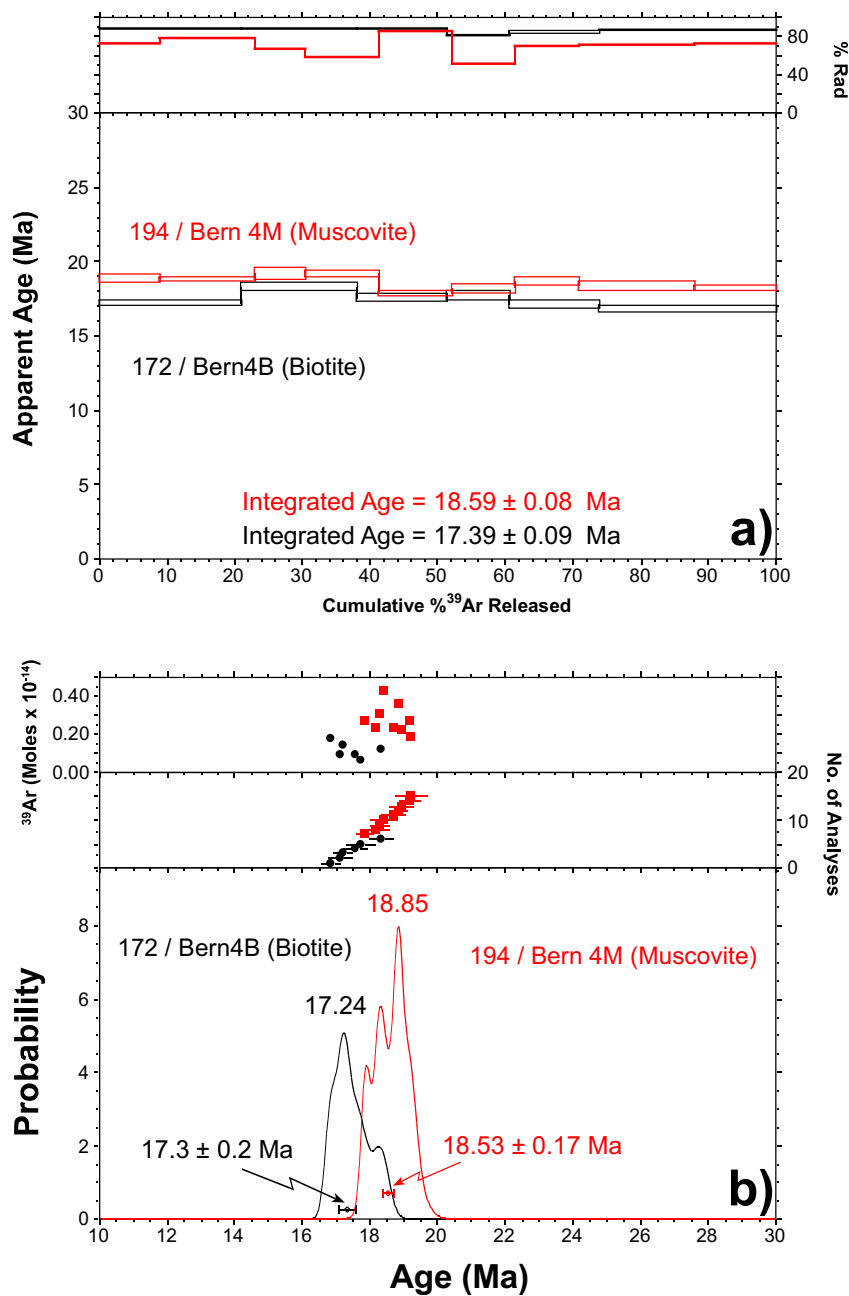 80
40
0
% Rad
30
25
20
15
10
5
0
Apparent Age (Ma)
194 / Bern 4M (Muscovite)
172 / Bern4B (Biotite)
Integrated Age = 18.59 ± 0.08 Ma
Integrated Age = 17.39 ± 0.09 Ma
a)
0 10 20 30 40 50 60 70 80 90 100
Cumulative %³⁹Ar Released
³⁹Ar (Moles x 10⁻¹⁴)
0.40
0.20
0.00
20
10
0
No. of Analyses
8
6
4
2
0
Probability
18.85
172 / Bern4B (Biotite)
194 / Bern 4M (Muscovite)
17.24
17.3 ± 0.2 Ma
18.53 ± 0.17 Ma
b)
10 12 14 16 18 20 22 24 26 28 30
Age (Ma)